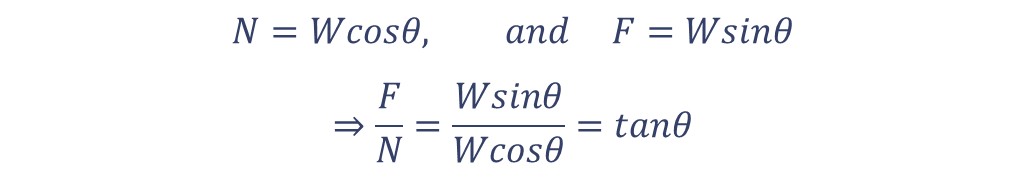 N = Wcosθ, and F = Wsinθ
⇒ F/N = Wsinθ/Wcosθ = tanθ